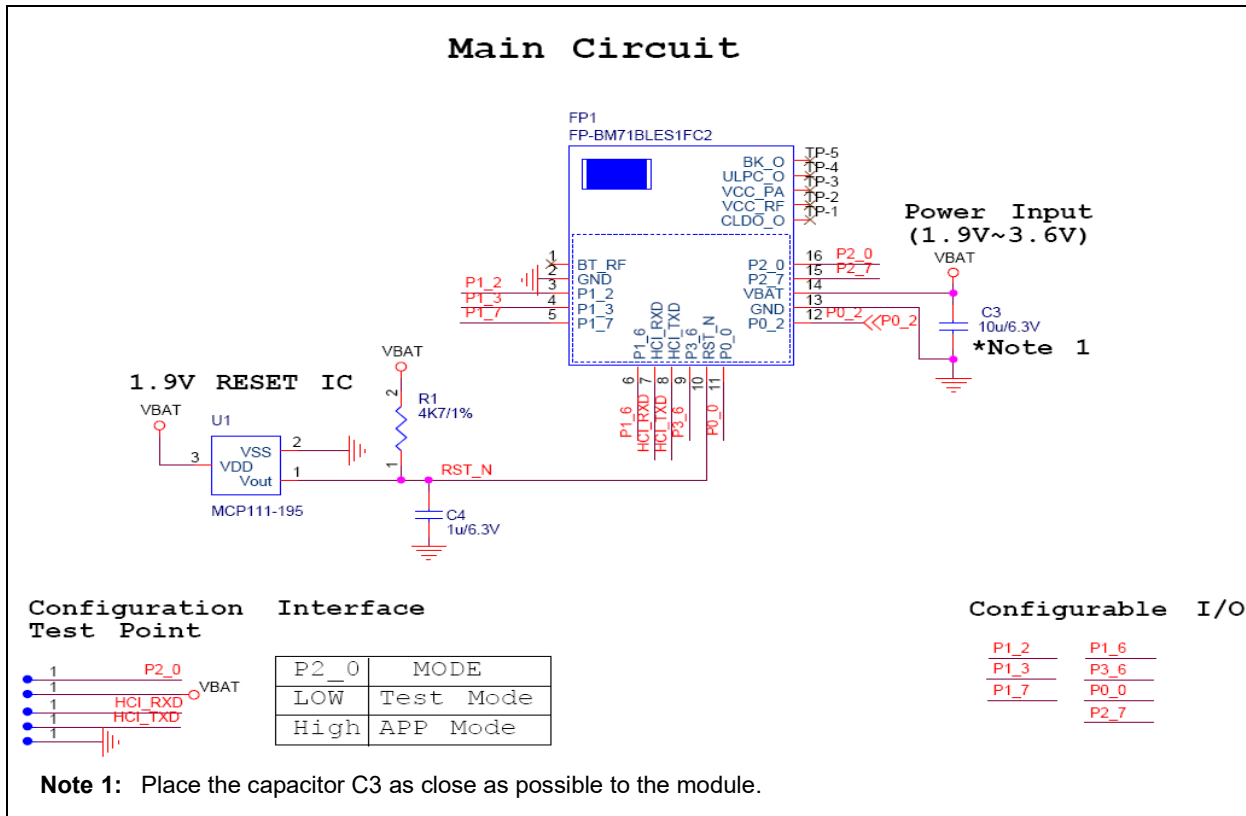 Main Circuit
FP1
FP-BM71BLES1FC2
BK_O TP-5
ULPC_O TP-4
VCC_PA TP-3
VCC_RF TP-2
CLDO_O TP-1
Power Input
(1.9V~3.6V)
VBAT
1 BT_RF
2 GND
P1_2 3 P1_2
P1_3 4 P1_3
P1_7 5 P1_7
P2_0 16 P2_0
P2_7 15 P2_7
VBAT 14
GND 13
P0_2 12 P0_2 P0_2
C3
10u/6.3V
*Note 1
P1_6 HCI_RXD HCI_TXD P3_6 RST_N P0_0
6 7 8 9 10 11
P1_6 HCI_RXD HCI_TXD P3_6 P0_0
VBAT
2
R1
4K7/1%
1
1.9V RESET IC
VBAT
U1
VSS 2
3 VDD
Vout 1
RST_N
MCP111-195
C4
1u/6.3V
Configuration Interface
Test Point
1 P2_0
1 VBAT
1 HCI_RXD
1 HCI_TXD
1
P2_0 MODE
LOW Test Mode
High APP Mode
Configurable I/O
P1_2 P1_6
P1_3 P3_6
P1_7 P0_0
P2_7
Note 1: Place the capacitor C3 as close as possible to the module.